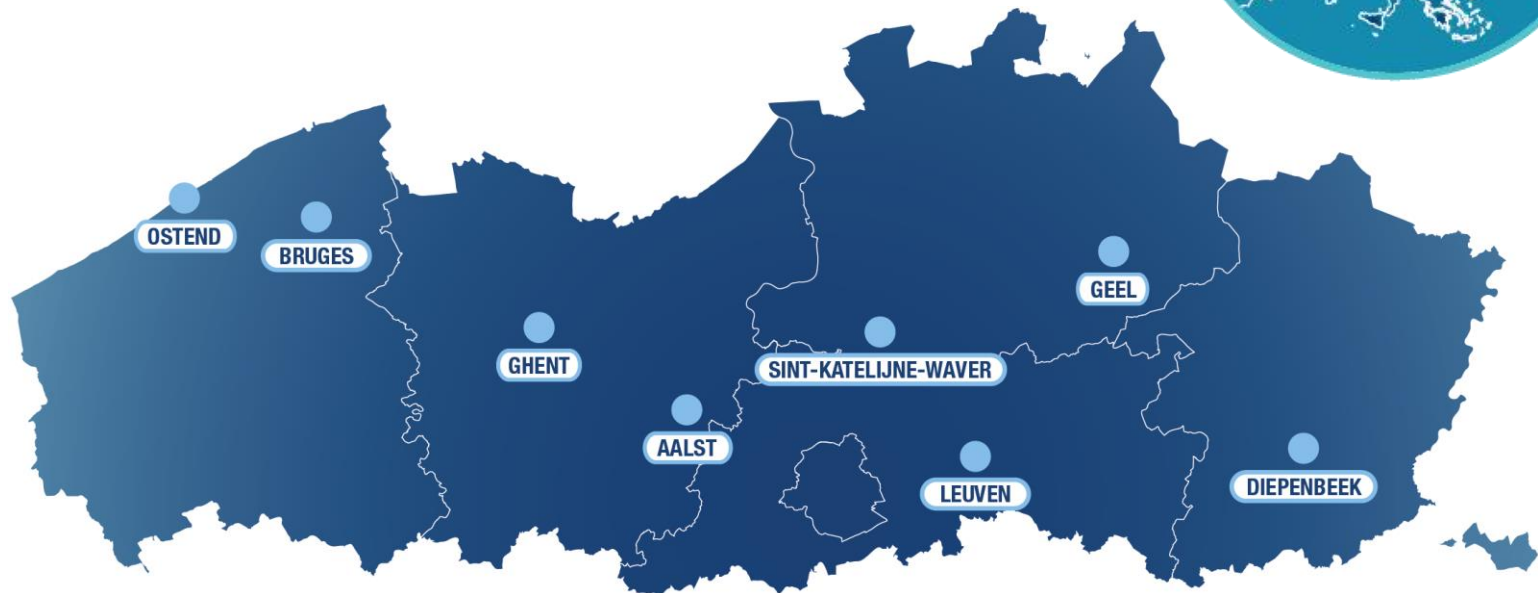 OSTEND
BRUGES
GEEL
GHENT
SINT-KATELIJNE-WAVER
AALST
LEUVEN
DIEPENBEEK